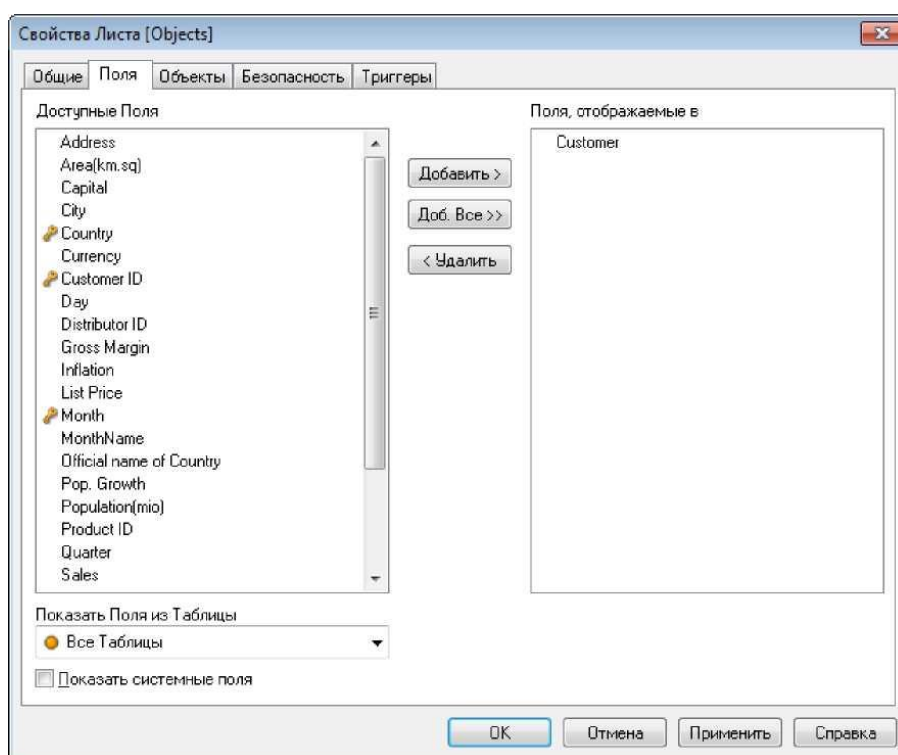 Свойства Листа [Objects]
Общие Поля Объекты Безопасность Триггеры
Доступные Поля
Поля, отображаемые в
Address
Area(km.sq)
Capital
City
Country
Currency
Customer ID
Day
Distributor ID
Gross Margin
Inflation
List Price
Month
MonthName
Official name of Country
Pop. Growth
Population(mio)
Product ID
Quarter
Sales
Добавить >
Доб. Все >>
< Удалить
Customer
Показать Поля из Таблицы
Все Таблицы
Показать системные поля
OK Отмена Применить Справка